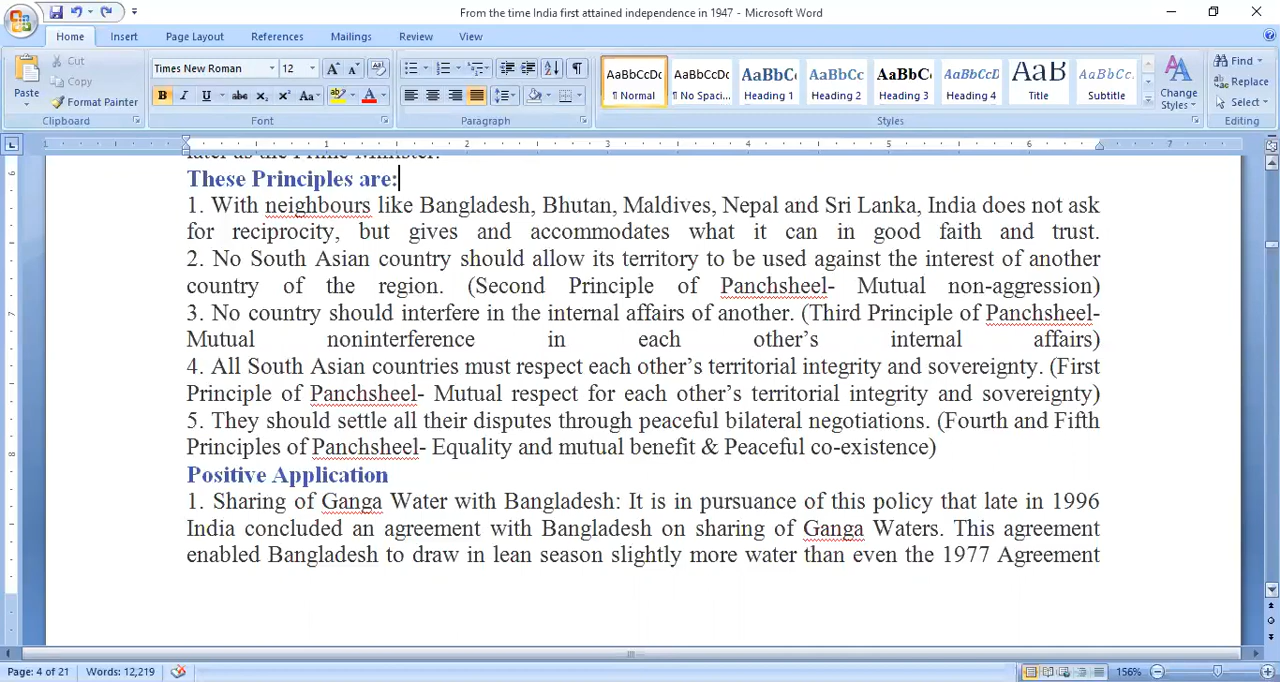 From the time India first attained independence in 1947 - Microsoft Word
Home Insert Page Layout References Mailings Review View
Paste
Cut
Copy
Format Painter
Clipboard
Times New Roman 12
Font
Paragraph
AaBbCcDc AaBbCcDc AaBbCc AaBbCc AaBbCc AaBbCcD AaB AaBbCc.
¶ Normal ¶ No Spaci... Heading 1 Heading 2 Heading 3 Heading 4 Title Subtitle
Change Styles
Styles
Find
Replace
Select
Editing
later as the Prime Minister.
These Principles are:
1. With neighbours like Bangladesh, Bhutan, Maldives, Nepal and Sri Lanka, India does not ask
for reciprocity, but gives and accommodates what it can in good faith and trust.
2. No South Asian country should allow its territory to be used against the interest of another
country of the region. (Second Principle of Panchsheel- Mutual non-aggression)
3. No country should interfere in the internal affairs of another. (Third Principle of Panchsheel-
Mutual noninterference in each other’s internal affairs)
4. All South Asian countries must respect each other’s territorial integrity and sovereignty. (First
Principle of Panchsheel- Mutual respect for each other’s territorial integrity and sovereignty)
5. They should settle all their disputes through peaceful bilateral negotiations. (Fourth and Fifth
Principles of Panchsheel- Equality and mutual benefit & Peaceful co-existence)
Positive Application
1. Sharing of Ganga Water with Bangladesh: It is in pursuance of this policy that late in 1996
India concluded an agreement with Bangladesh on sharing of Ganga Waters. This agreement
enabled Bangladesh to draw in lean season slightly more water than even the 1977 Agreement
Page: 4 of 21 Words: 12,219 156%